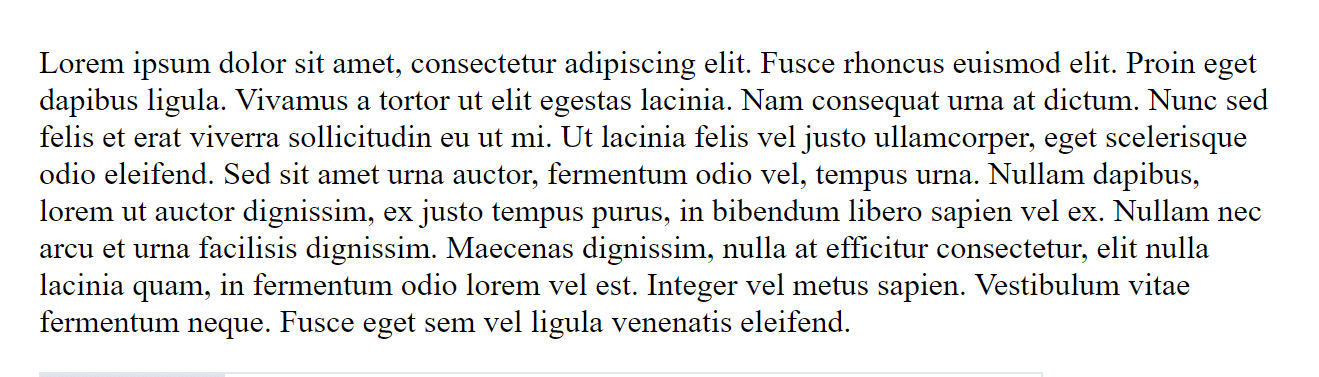 Lorem ipsum dolor sit amet, consectetur adipiscing elit. Fusce rhoncus euismod elit. Proin eget
dapibus ligula. Vivamus a tortor ut elit egestas lacinia. Nam consequat urna at dictum. Nunc sed
felis et erat viverra sollicitudin eu ut mi. Ut lacinia felis vel justo ullamcorper, eget scelerisque
odio eleifend. Sed sit amet urna auctor, fermentum odio vel, tempus urna. Nullam dapibus,
lorem ut auctor dignissim, ex justo tempus purus, in bibendum libero sapien vel ex. Nullam nec
arcu et urna facilisis dignissim. Maecenas dignissim, nulla at efficitur consectetur, elit nulla
lacinia quam, in fermentum odio lorem vel est. Integer vel metus sapien. Vestibulum vitae
fermentum neque. Fusce eget sem vel ligula venenatis eleifend.